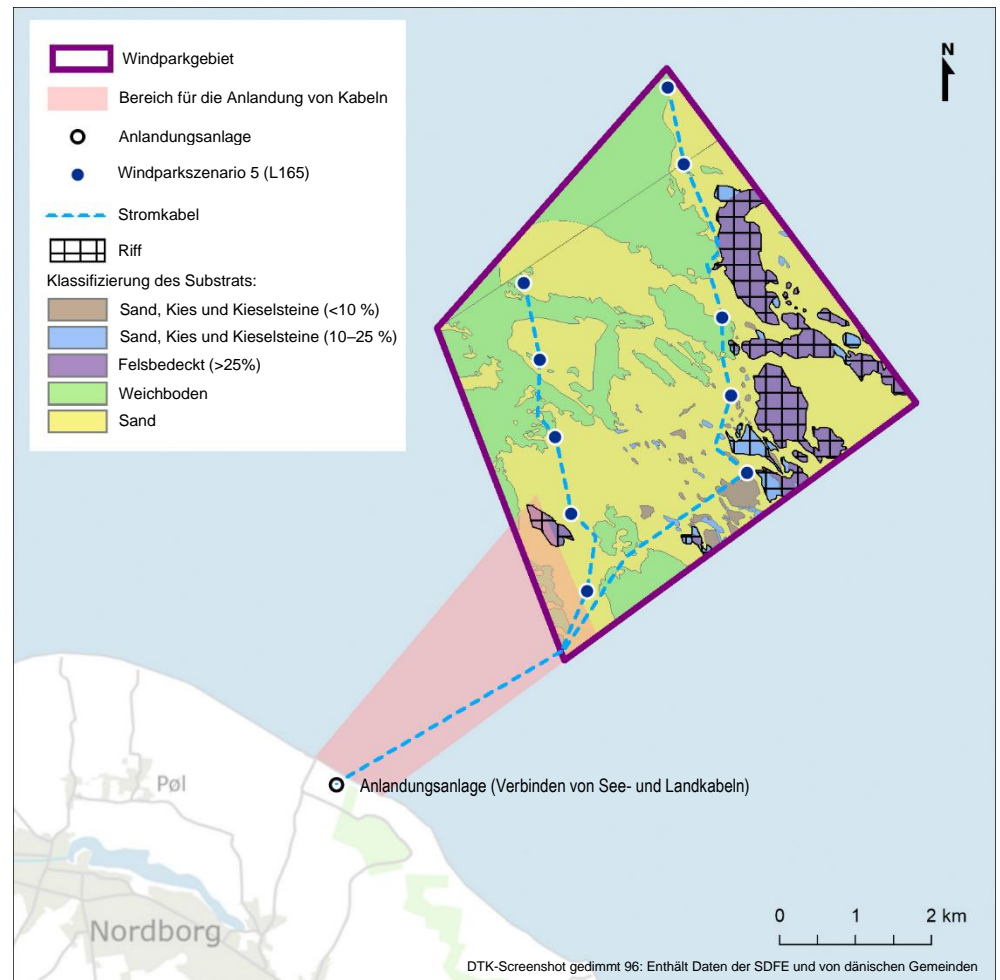 Windparkgebiet
Bereich für die Anlandung von Kabeln
Anlandungsanlage
Windparkszenario 5 (L165)
Stromkabel
Riff
Klassifizierung des Substrats:
Sand, Kies und Kieselsteine (<10 %)
Sand, Kies und Kieselsteine (10–25 %)
Felsbedeckt (>25%)
Weichboden
Sand
N
Anlandungsanlage (Verbinden von See- und Landkabeln)
Pøl
Nordborg
0 1 2 km
DTK-Screenshot gedimmt 96: Enthält Daten der SDFE und von dänischen Gemeinden